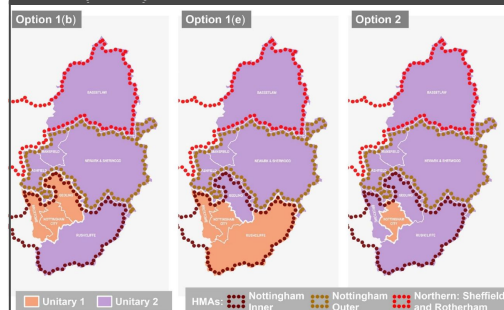 Option 1(b)
Option 1(e)
Option 2
BASSETLAW
BASSETLAW
BASSETLAW
NEWARK & SHERWOOD
NEWARK & SHERWOOD
NEWARK & SHERWOOD
NOTTINGHAM
RUSHCLIFFE
RUSHCLIFFE
RUSHCLIFFE
Unitary 1
Unitary 2
HMAs:
Nottingham
Inner
Nottingham
Outer
Northern: Sheffield
and Rotherham